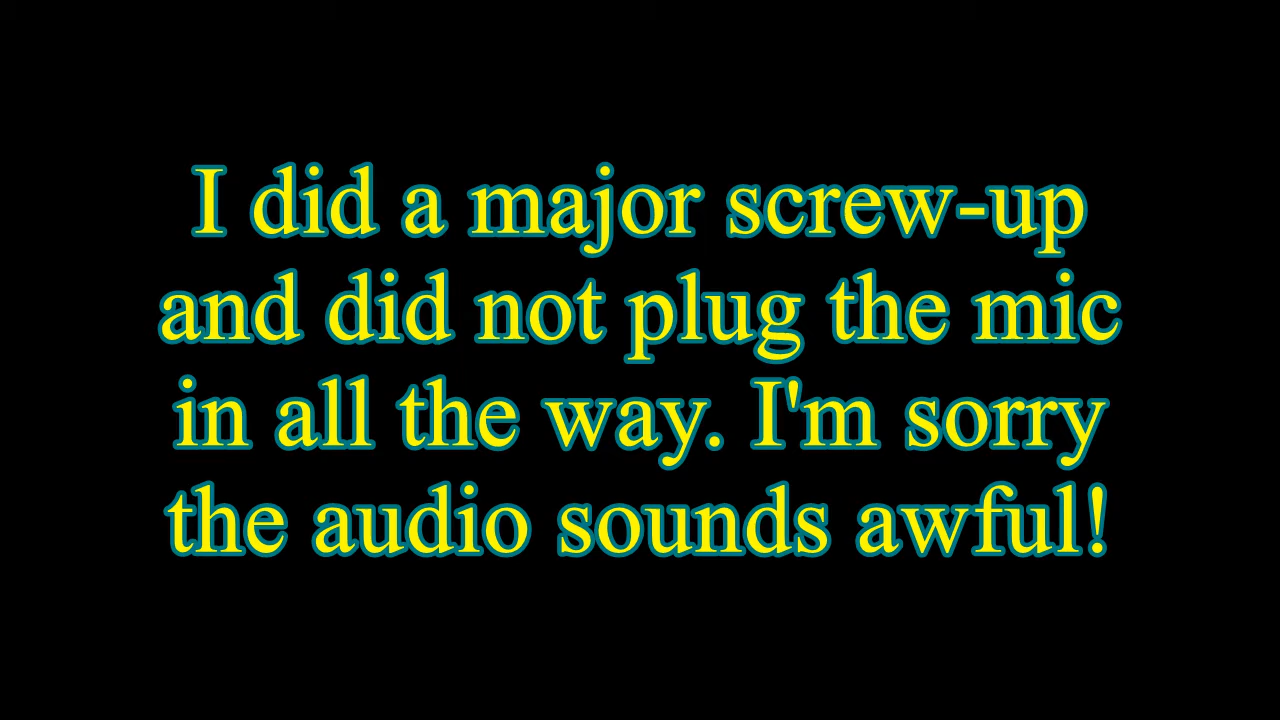 I did a major screw-up
and did not plug the mic
in all the way. I'm sorry
the audio sounds awful!